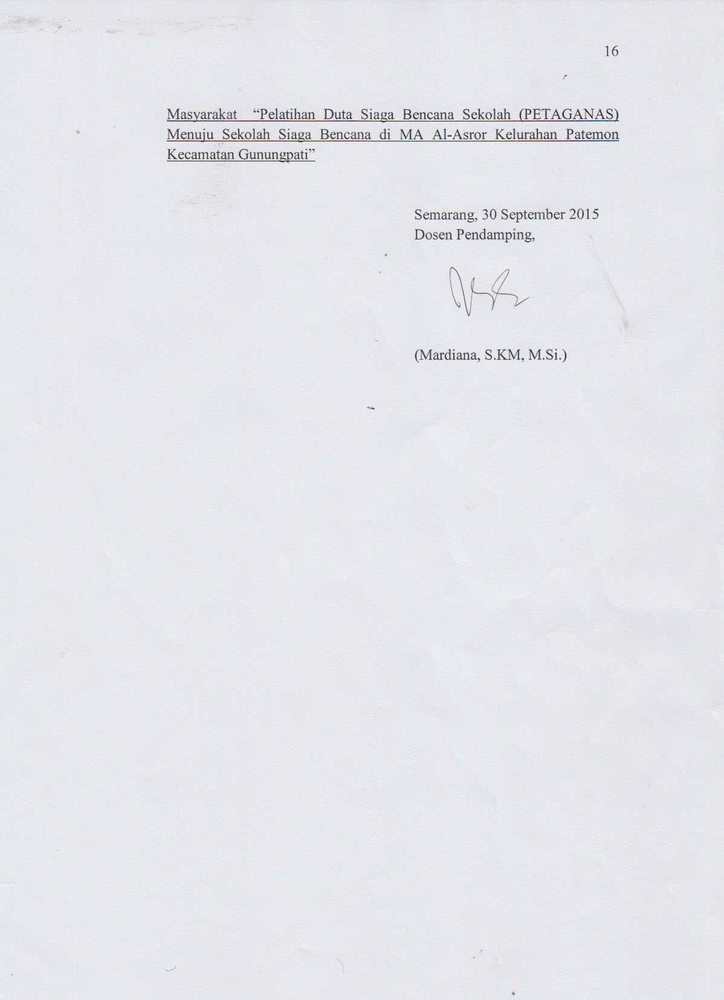 16
Masyarakat “Pelatihan Duta Siaga Bencana Sekolah (PETAGANAS)
Menuju Sekolah Siaga Bencana di MA Al-Asror Kelurahan Patemon
Kecamatan Gunungpati”
Semarang, 30 September 2015
Dosen Pendamping,
(Mardiana, S.KM, M.Si.)